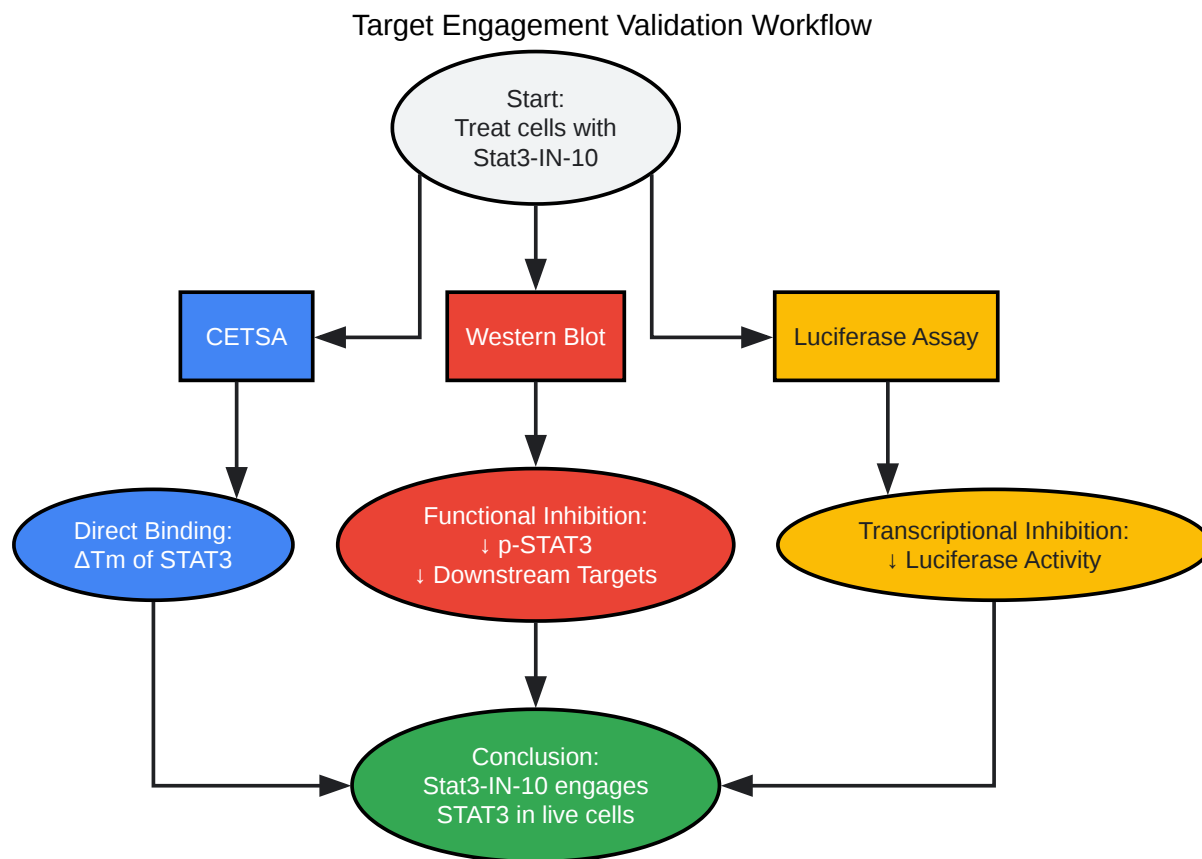 Target Engagement Validation Workflow
Start:
Treat cells with
Stat3-IN-10
CETSA
Western Blot
Luciferase Assay
Direct Binding:
ΔTm of STAT3
Functional Inhibition:
↓ p-STAT3
↓ Downstream Targets
Transcriptional Inhibition:
↓ Luciferase Activity
Conclusion:
Stat3-IN-10 engages
STAT3 in live cells